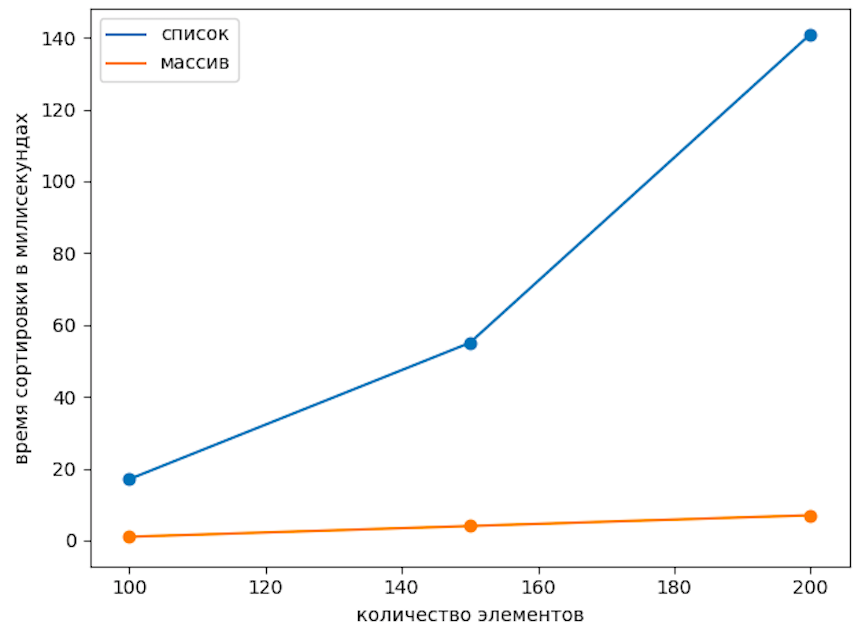 список
массив
время сортировки в милисекундах
140
120
100
80
60
40
20
0
100 120 140 160 180 200
количество элементов